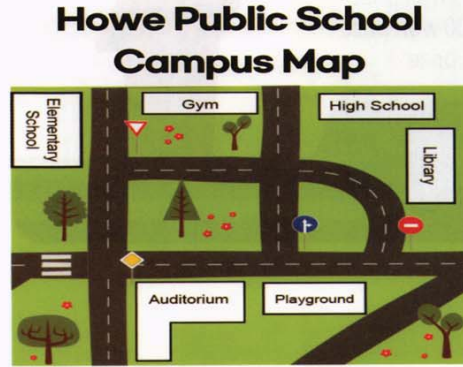 Howe Public School
Campus Map
Gym
High School
Elementary
School
Library
Auditorium
Playground